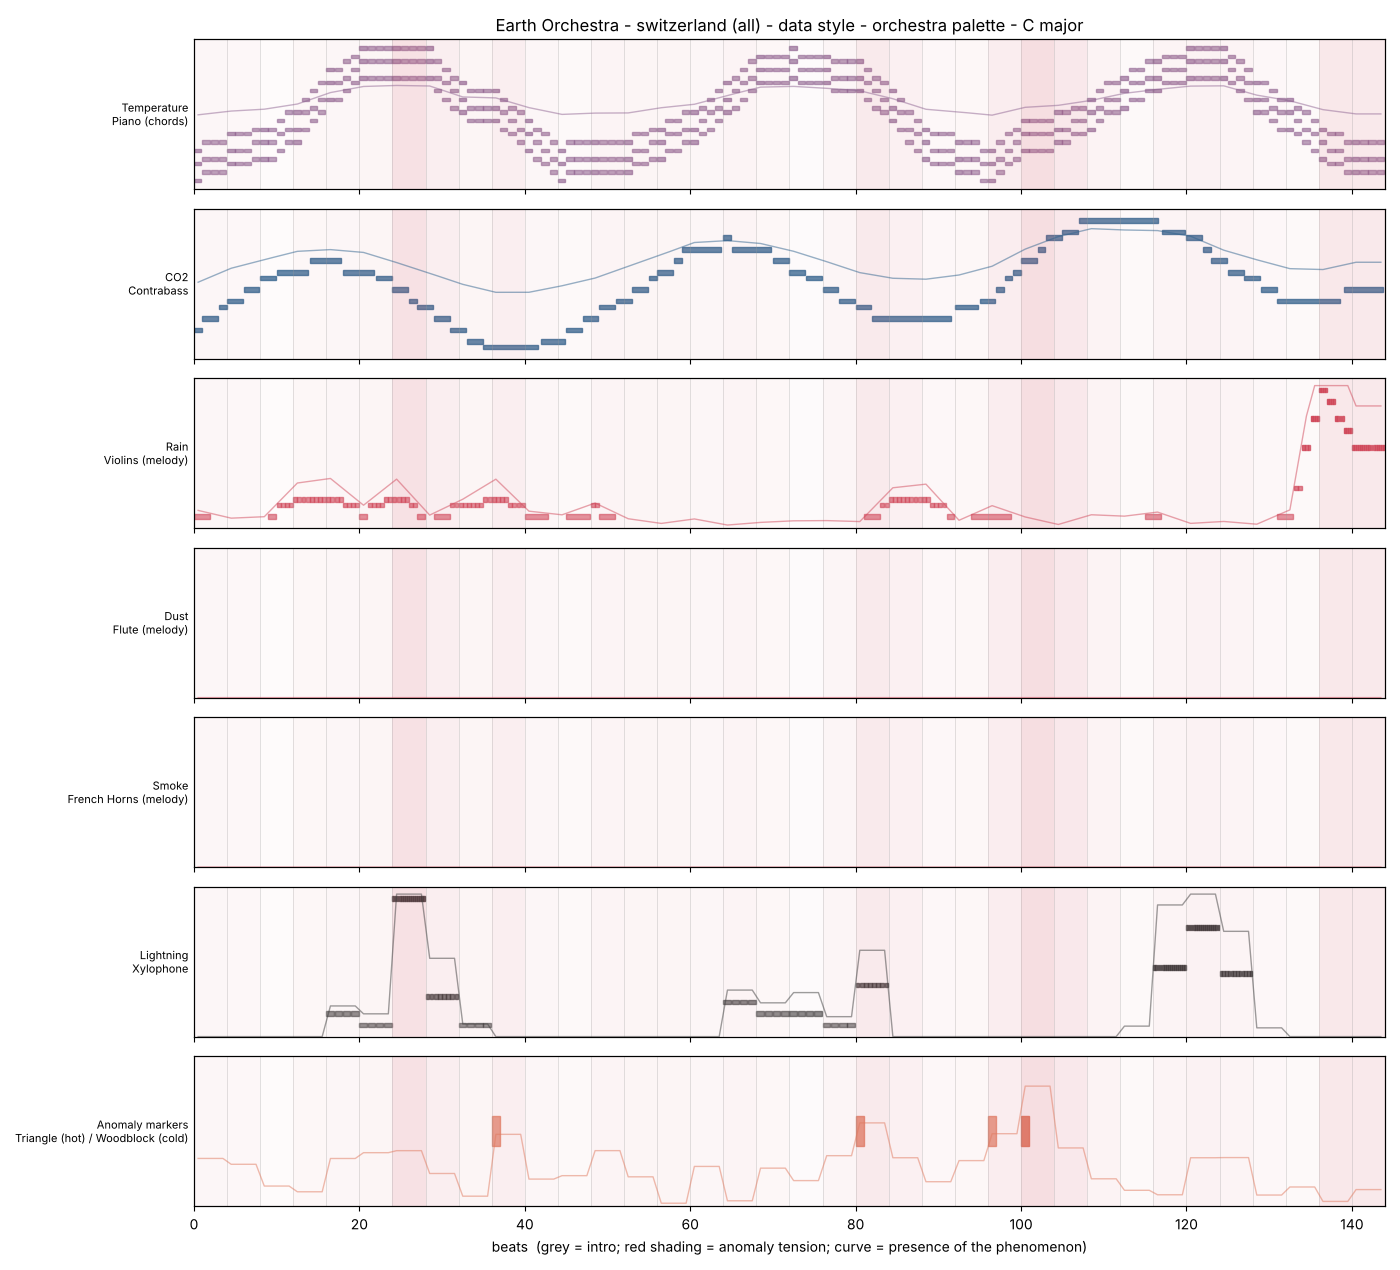 Earth Orchestra - switzerland (all) - data style - orchestra palette - C major
Temperature
Piano (chords)
CO2
Contrabass
Rain
Violins (melody)
Dust
Flute (melody)
Smoke
French Horns (melody)
Lightning
Xylophone
Anomaly markers
Triangle (hot) / Woodblock (cold)
0 20 40 60 80 100 120 140
beats  (grey = intro; red shading = anomaly tension; curve = presence of the phenomenon)